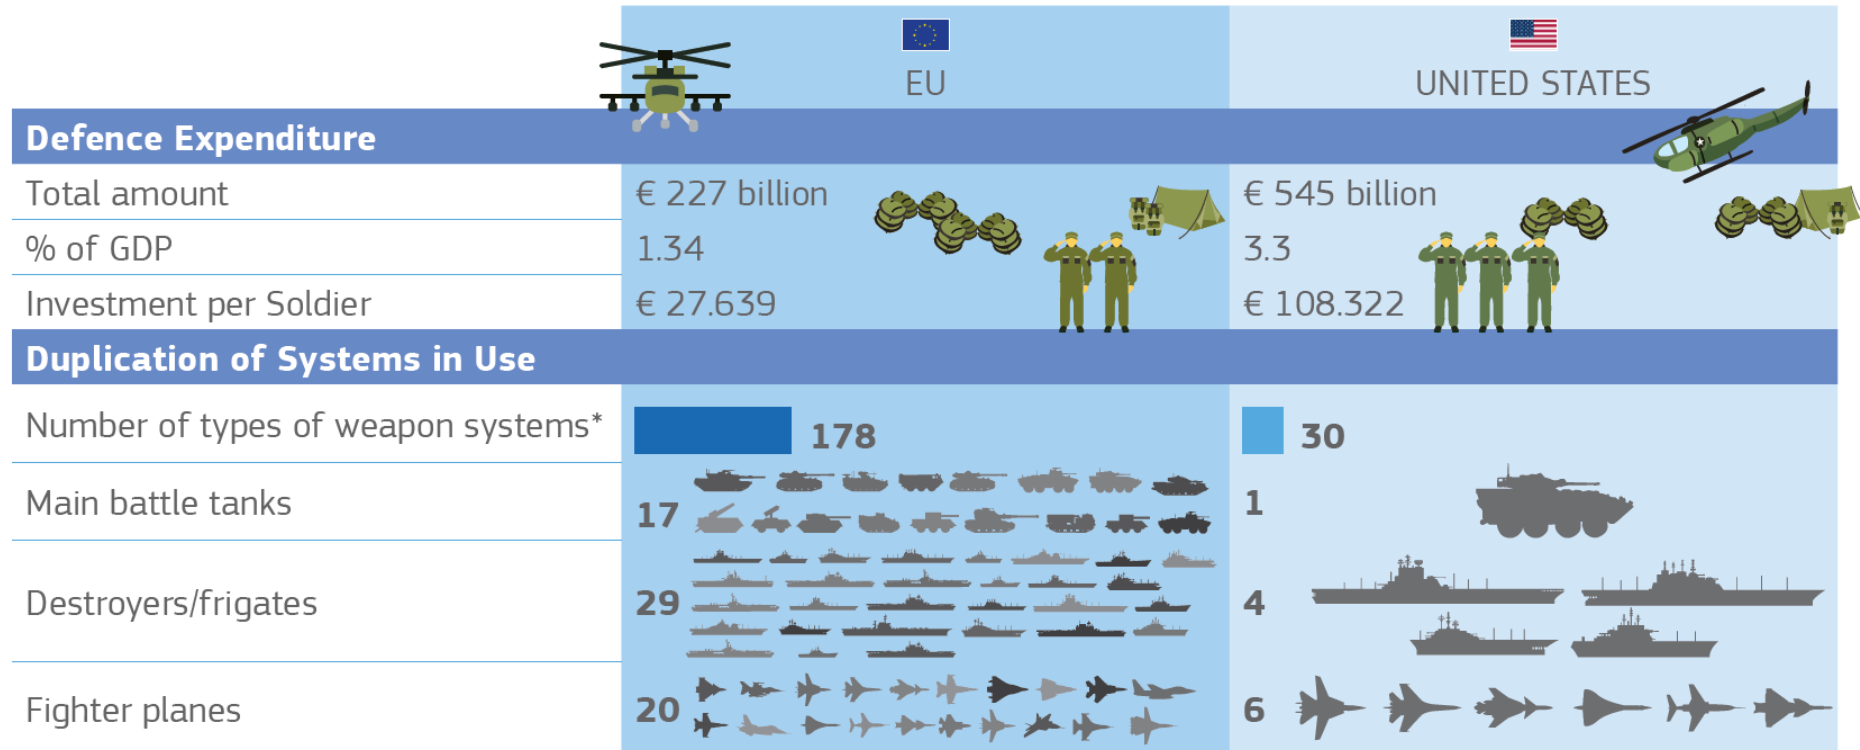 EU
UNITED STATES
Defence Expenditure
Total amount € 227 billion € 545 billion
% of GDP 1.34 3.3
Investment per Soldier € 27.639 € 108.322
Duplication of Systems in Use
Number of types of weapon systems* 178 30
Main battle tanks 17 1
Destroyers/frigates 29 4
Fighter planes 20 6